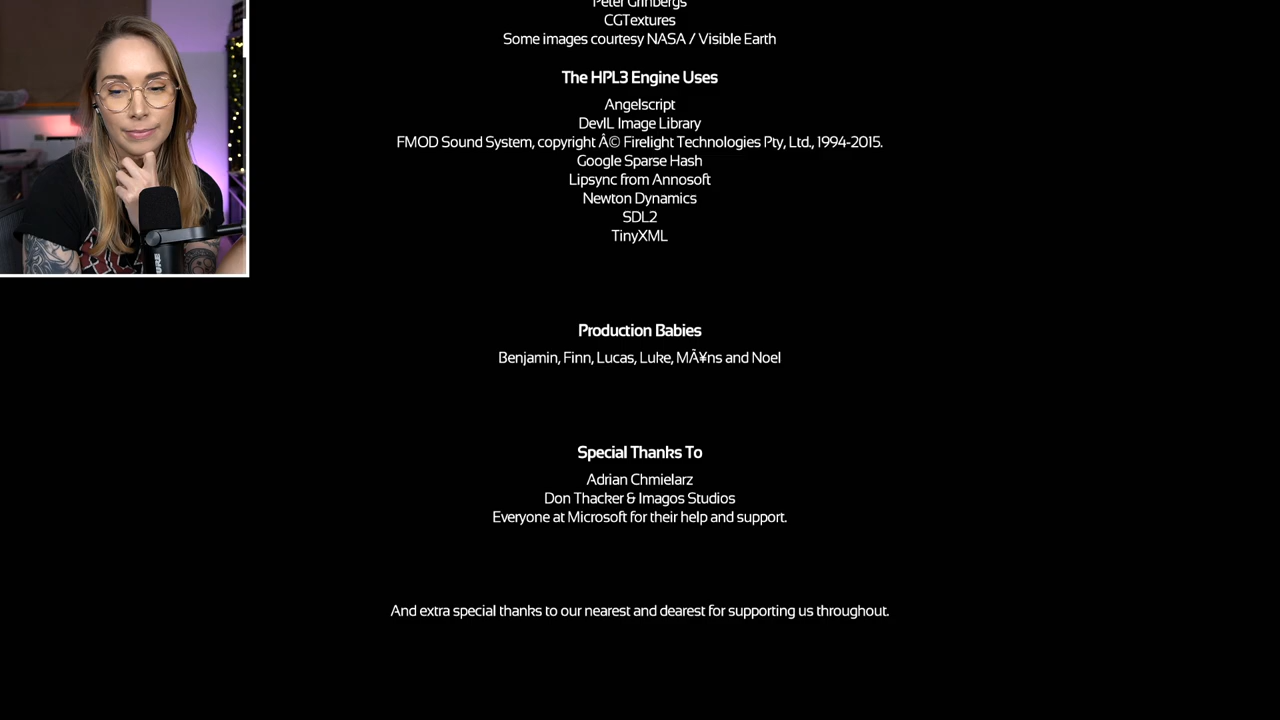 Peter Grinbergs
CGTextures
Some images courtesy NASA / Visible Earth
The HPL3 Engine Uses
Angelscript
DevIL Image Library
FMOD Sound System, copyright Â© Firelight Technologies Pty, Ltd., 1994-2015.
Google Sparse Hash
Lipsync from Annosoft
Newton Dynamics
SDL2
TinyXML
Production Babies
Benjamin, Finn, Lucas, Luke, MÃ¥ns and Noel
Special Thanks To
Adrian Chmielarz
Don Thacker & Imagos Studios
Everyone at Microsoft for their help and support.
And extra special thanks to our nearest and dearest for supporting us throughout.